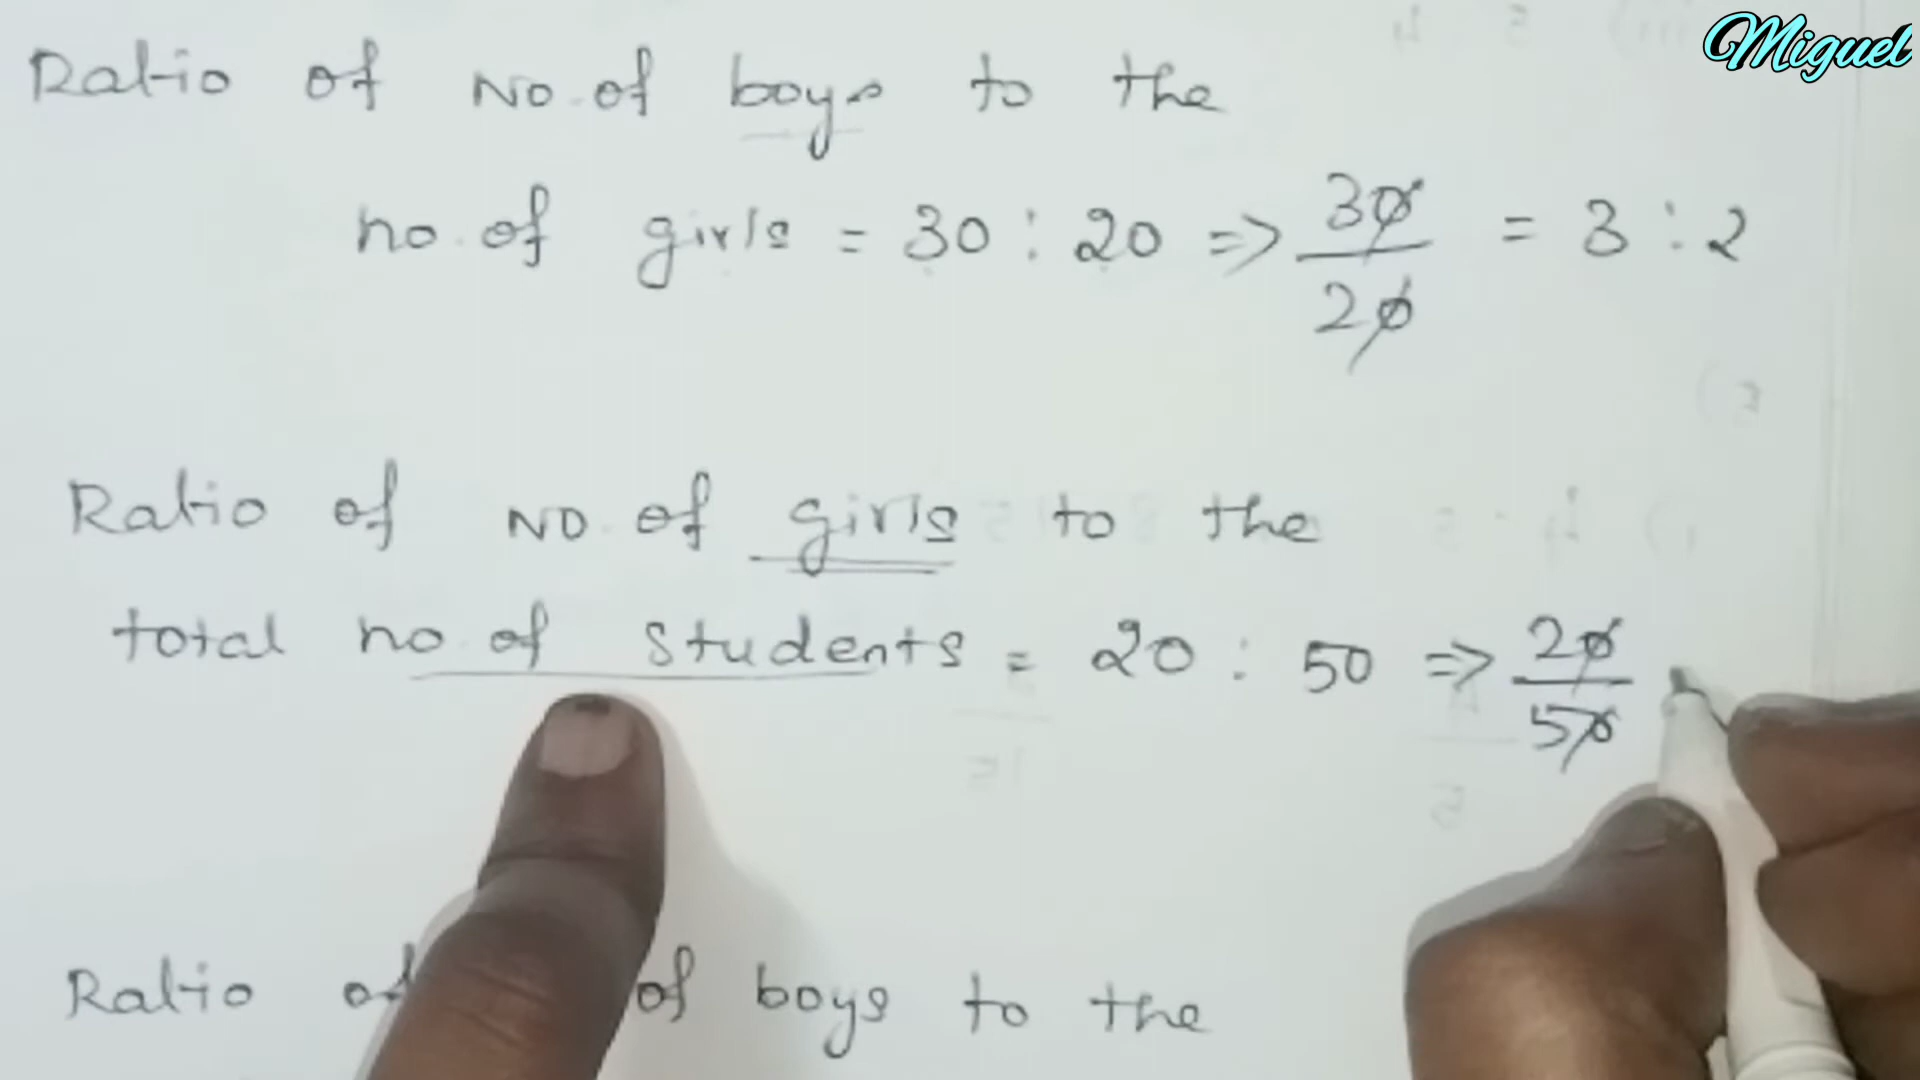 Miguel
Ratio of No. of boys to the
no. of girls = 30 : 20 => 30/20 = 3 : 2
Ratio of No. of girls to the
total no. of students = 20 : 50 => 20/50
Ratio of of boys to the